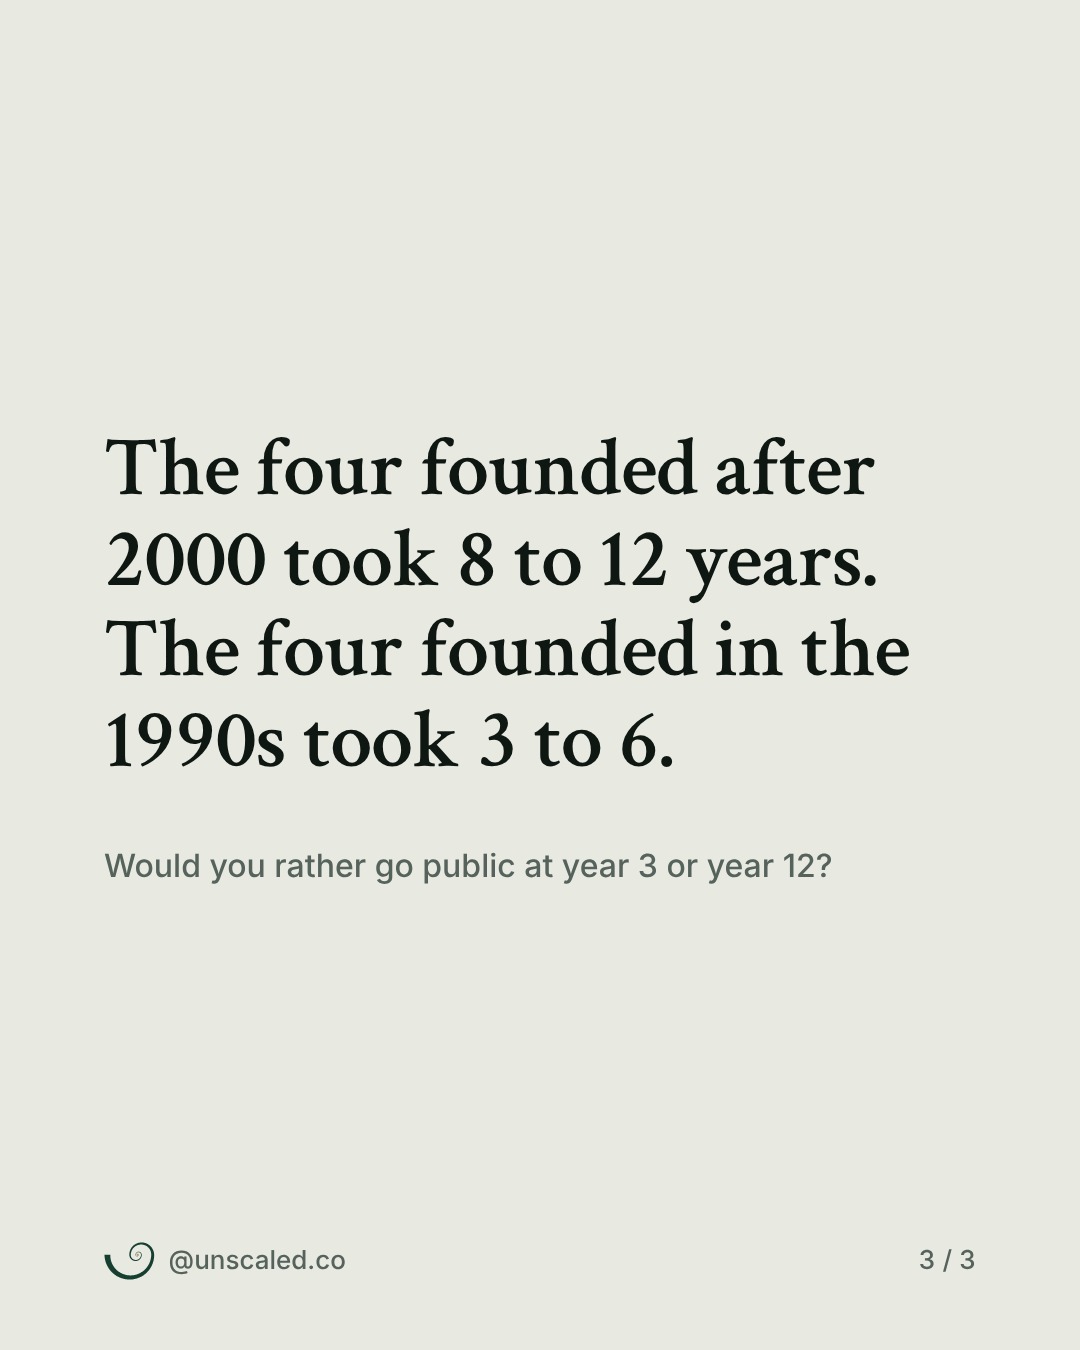 The four founded after
2000 took 8 to 12 years.
The four founded in the
1990s took 3 to 6.
Would you rather go public at year 3 or year 12?
@unscaled.co
3 / 3